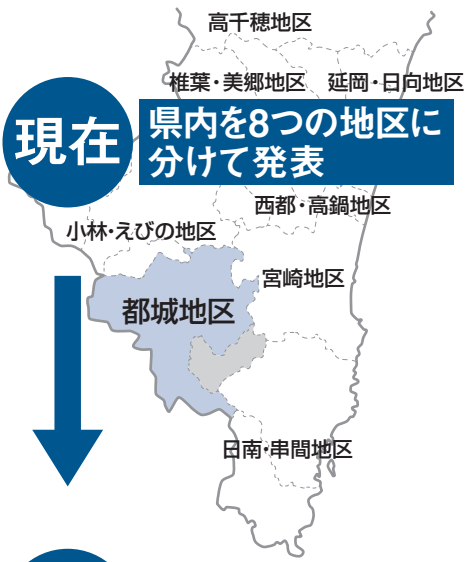 高千穂地区
椎葉・美郷地区 延岡・日向地区
現在
県内を8つの地区に
分けて発表
西都・高鍋地区
小林・えびの地区
宮崎地区
都城地区
日南・串間地区